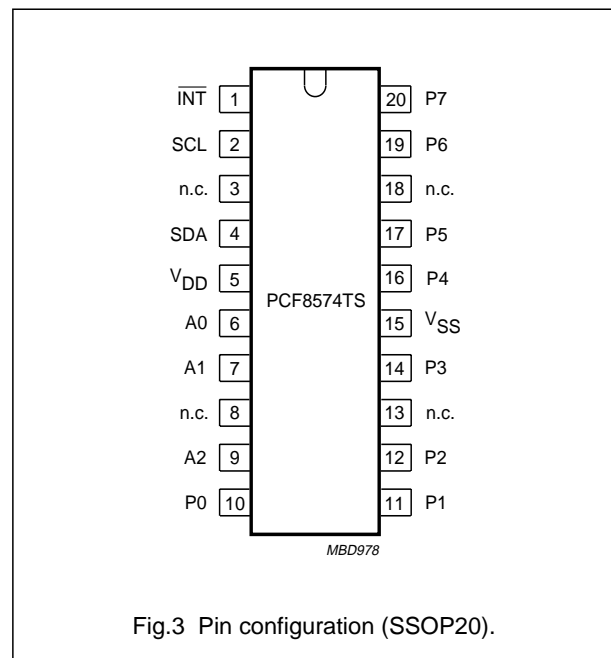 INT 1 20 P7
SCL 2 19 P6
n.c. 3 18 n.c.
SDA 4 17 P5
VDD 5 16 P4
PCF8574TS
A0 6 15 VSS
A1 7 14 P3
n.c. 8 13 n.c.
A2 9 12 P2
P0 10 11 P1
MBD978
Fig.3 Pin configuration (SSOP20).